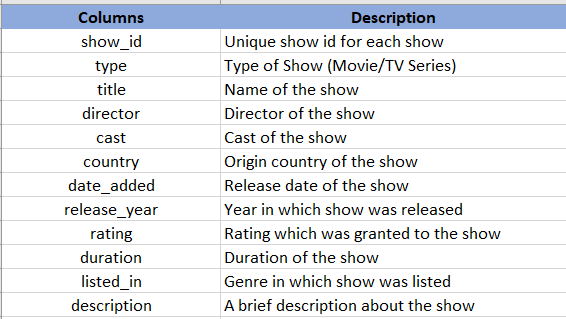 Columns Description
show_id Unique show id for each show
type Type of Show (Movie/TV Series)
title Name of the show
director Director of the show
cast Cast of the show
country Origin country of the show
date_added Release date of the show
release_year Year in which show was released
rating Rating which was granted to the show
duration Duration of the show
listed_in Genre in which show was listed
description A brief description about the show